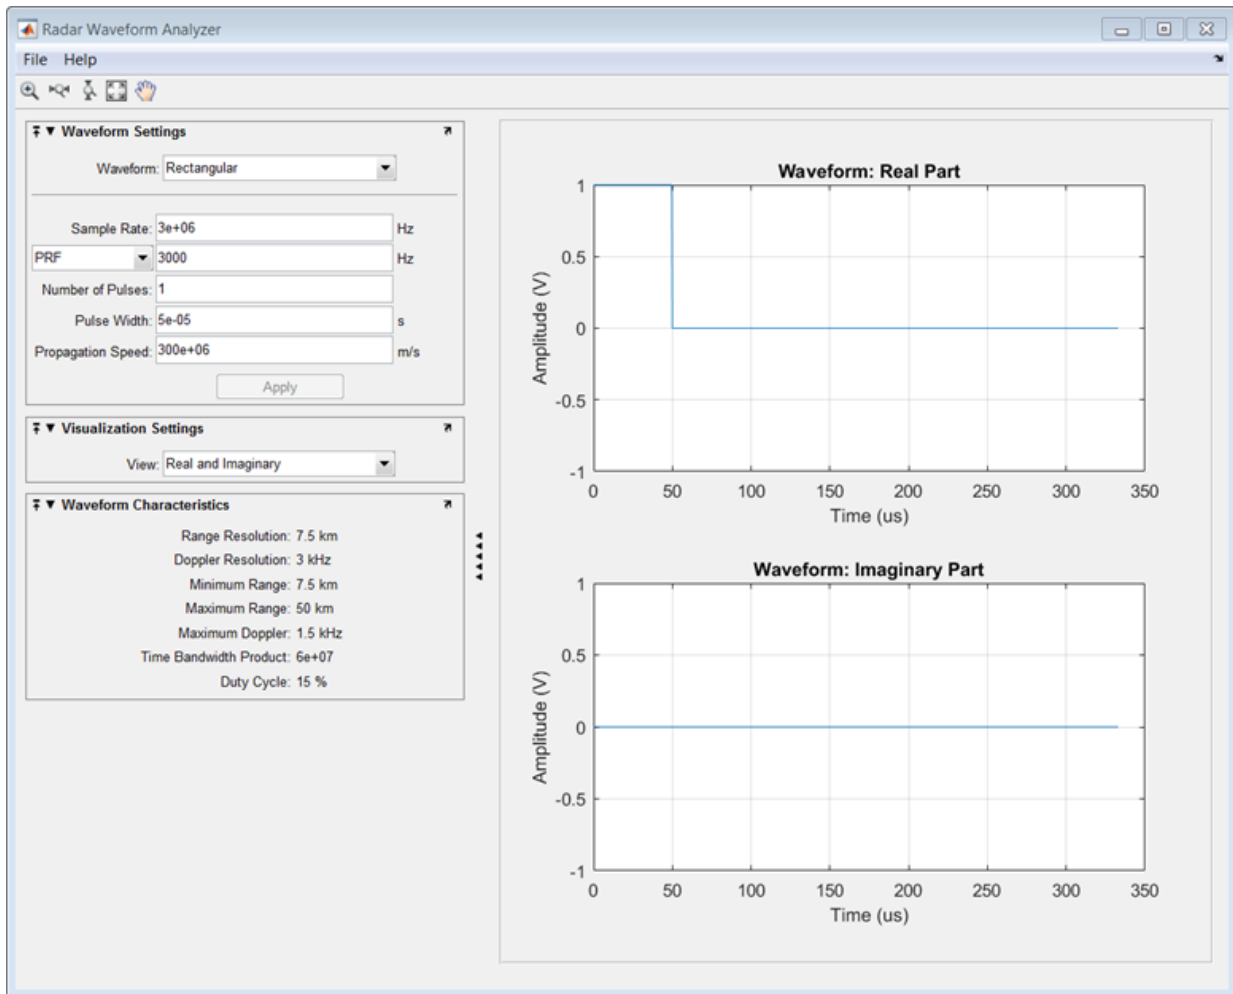 Radar Waveform Analyzer
File Help
Waveform Settings
Waveform: Rectangular
Sample Rate: 3e+06 Hz
PRF 3000 Hz
Number of Pulses: 1
Pulse Width: 5e-05 s
Propagation Speed: 300e+06 m/s
Apply
Visualization Settings
View: Real and Imaginary
Waveform Characteristics
Range Resolution: 7.5 km
Doppler Resolution: 3 kHz
Minimum Range: 7.5 km
Maximum Range: 50 km
Maximum Doppler: 1.5 kHz
Time Bandwidth Product: 6e+07
Duty Cycle: 15 %
Waveform: Real Part
Amplitude (V)
1
0.5
0
-0.5
-1
0 50 100 150 200 250 300 350
Time (us)
Waveform: Imaginary Part
Amplitude (V)
1
0.5
0
-0.5
-1
0 50 100 150 200 250 300 350
Time (us)